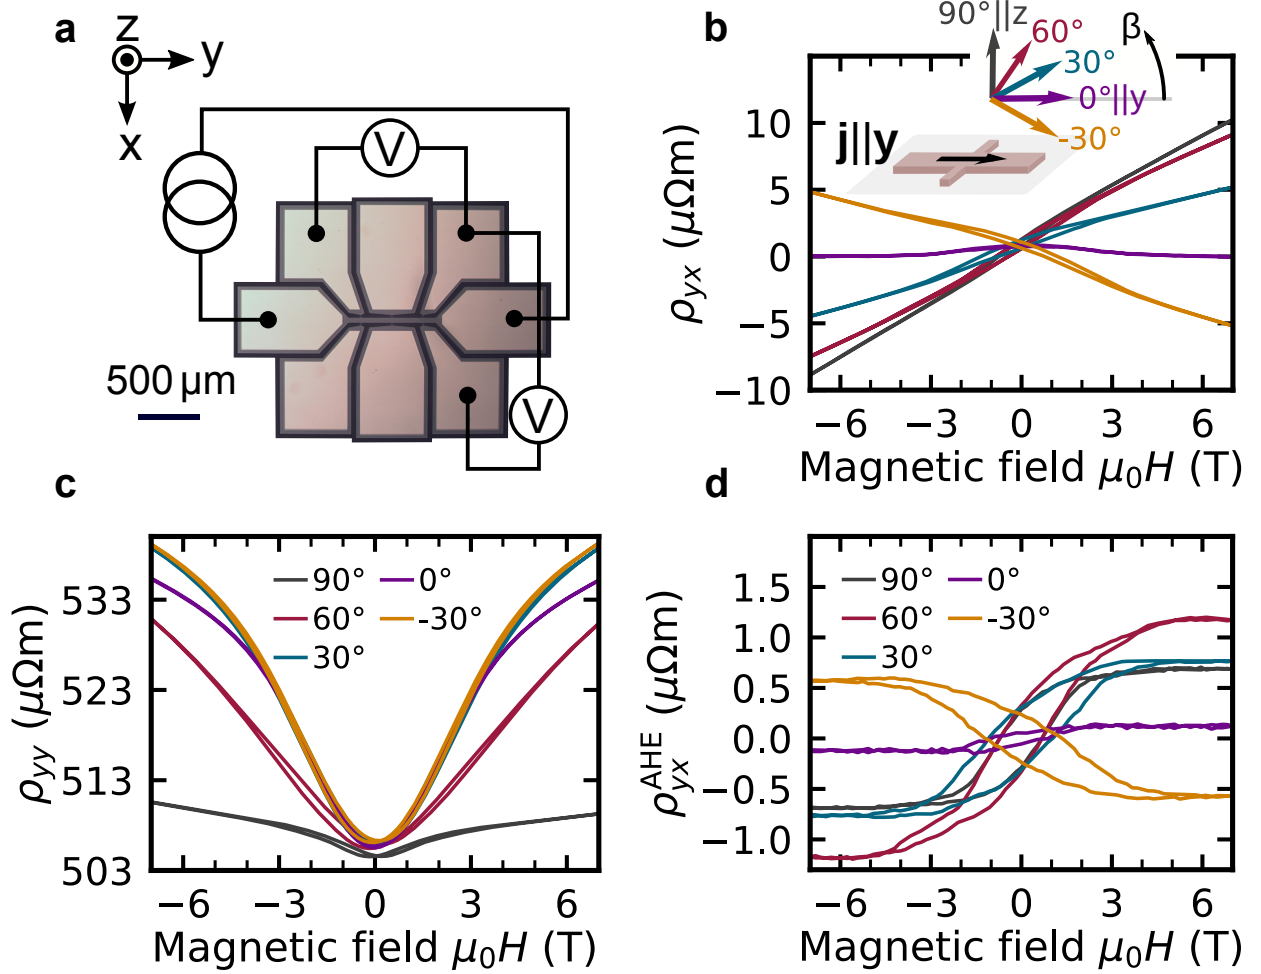 a
z
y
x
V
V
500 µm
b
90°||z
60°
30°
0°||y
-30°
β
j||y
ρyx (µΩm)
10
5
0
−5
−10
−6 −3 0 3 6
Magnetic field µ0H (T)
c
90° 0°
60° -30°
30°
ρyy (µΩm)
533
523
513
503
−6 −3 0 3 6
Magnetic field µ0H (T)
d
90° 0°
60° -30°
30°
ρyxAHE (µΩm)
1.5
1.0
0.5
0.0
−0.5
−1.0
−6 −3 0 3 6
Magnetic field µ0H (T)